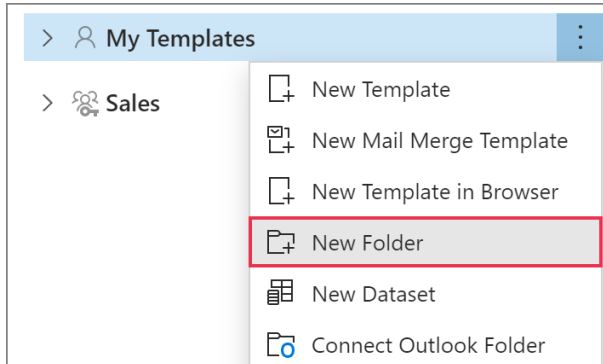 My Templates
New Template
Sales
New Mail Merge Template
New Template in Browser
New Folder
New Dataset
Connect Outlook Folder